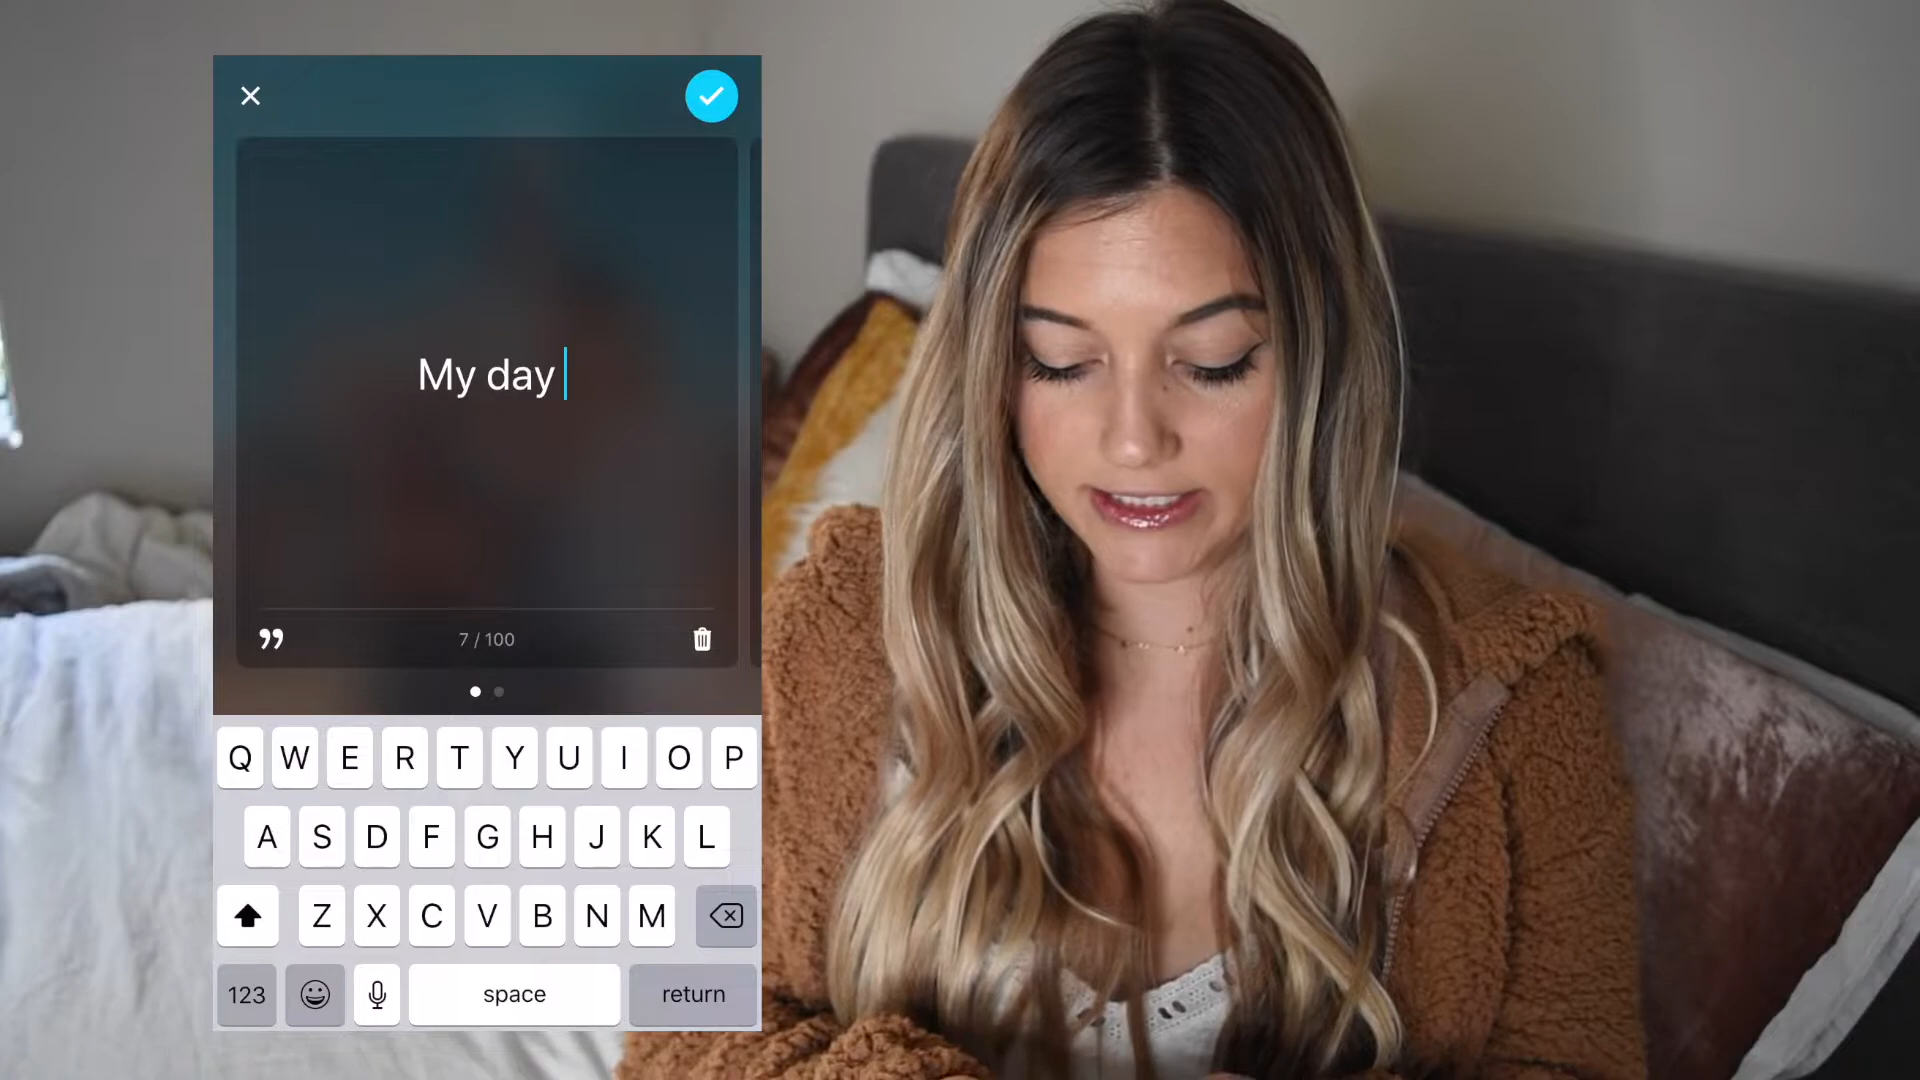 My day
7 / 100
Q W E R T Y U I O P
A S D F G H J K L
Z X C V B N M
123 space return